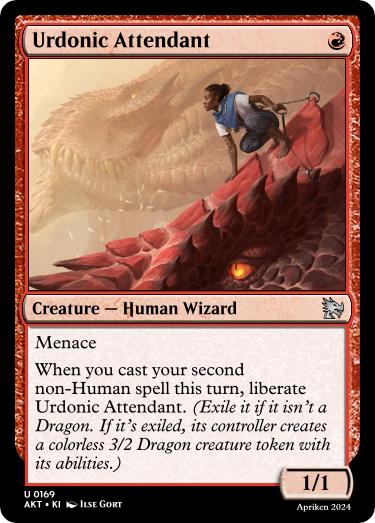 Urdonic Attendant
Creature — Human Wizard
Menace
When you cast your second
non-Human spell this turn, liberate
Urdonic Attendant. (Exile it if it isn't a
Dragon. If it's exiled, its controller creates
a colorless 3/2 Dragon creature token with
its abilities.)
1/1
U 0169
AKT • KI Ilse Gort
Apriken 2024